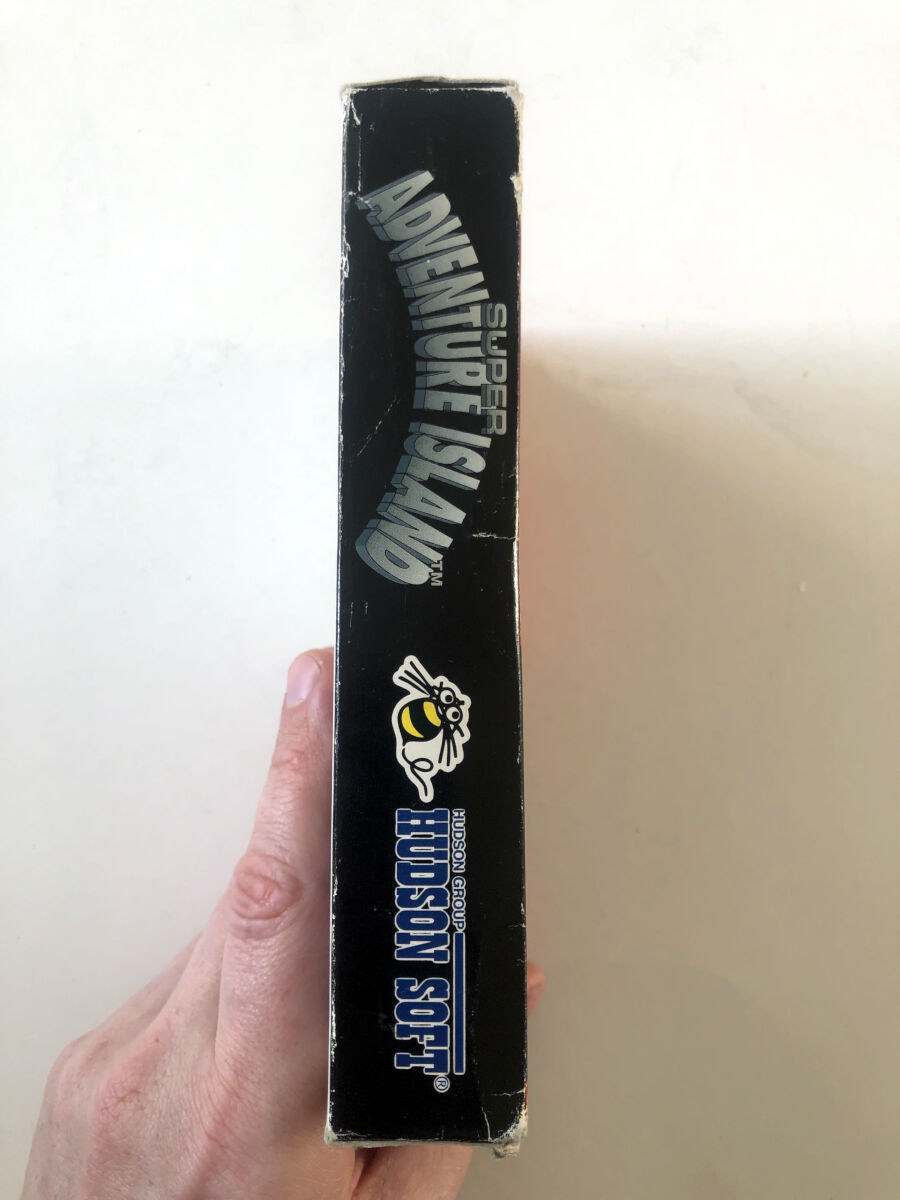 SUPER
ADVENTURE ISLAND™
HUDSON GROUP
HUDSON SOFT®